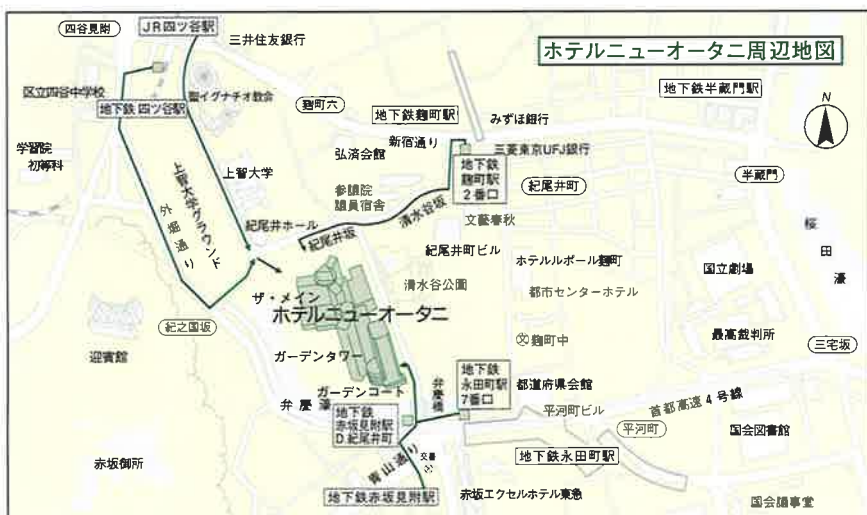 四谷見附
JR四ツ谷駅
三井住友銀行
ホテルニューオータニ周辺地図
区立四谷中学校
地下鉄 四ツ谷駅
聖イグナチオ教会
麹町六
地下鉄麹町駅
みずほ銀行
地下鉄半蔵門駅
N
新宿通り
学習院
初等科
弘済会館
三菱東京UFJ銀行
上智大学
地下鉄
麹町駅
2番口
半蔵門
参議院
議員宿舎
紀尾井町
上智大学グラウンド
外堀通り
清水谷坂
文藝春秋
紀尾井ホール
紀尾井坂
紀尾井町ビル
ホテルルポール麹町
桜田濠
国立劇場
清水谷公園
都市センターホテル
ザ・メイン
ホテルニューオータニ
紀之国坂
迎賓館
麹町中
最高裁判所
三宅坂
ガーデンタワー
地下鉄
永田町駅
7番口
ガーデンコート
弁慶橋
都道府県会館
弁慶濠
首都高速4号線
地下鉄
赤坂見附駅
D.紀尾井町
平河町ビル
平河町
国会図書館
青山通り
交番
赤坂御所
地下鉄永田町駅
地下鉄赤坂見附駅
赤坂エクセルホテル東急
国会議事堂